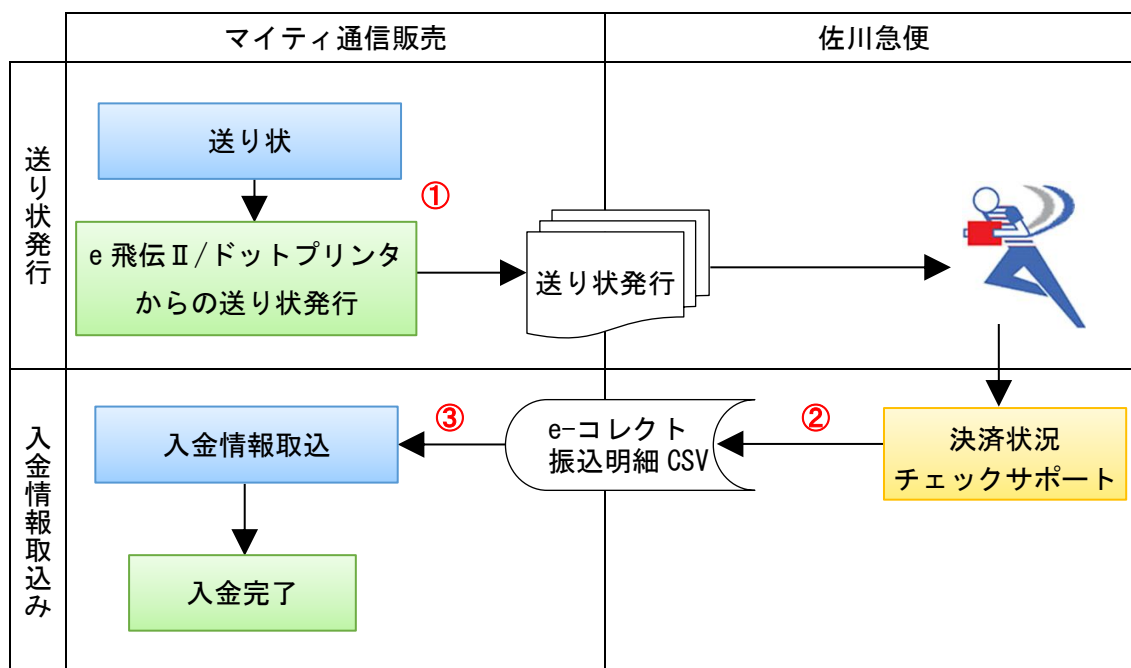 マイティ通信販売
佐川急便
送り状発行
送り状
①
e 飛伝Ⅱ/ドットプリンタ
からの送り状発行
送り状発行
入金情報取込み
入金情報取込
③
e-コレクト
振込明細 CSV
②
決済状況
チェックサポート
入金完了